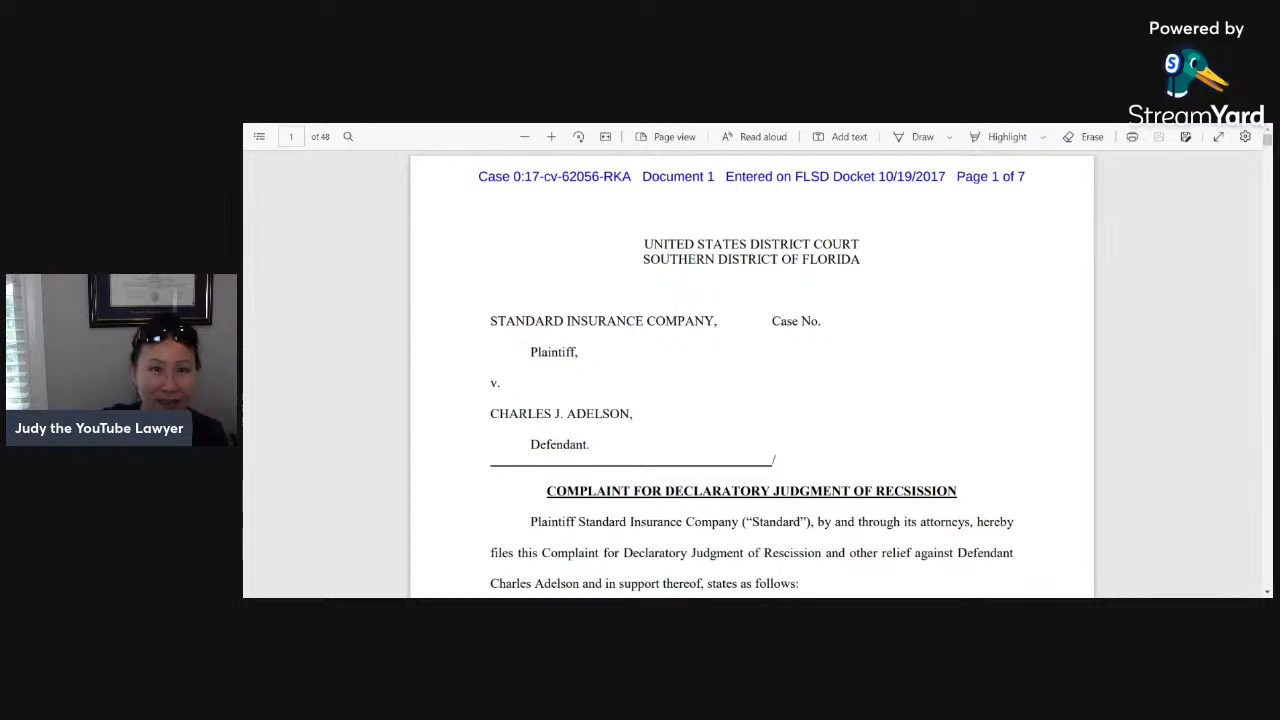 Powered by
S
StreamYard
1 of 48
Page view
Read aloud
Add text
Draw
Highlight
Erase
Case 0:17-cv-62056-RKA Document 1 Entered on FLSD Docket 10/19/2017 Page 1 of 7
UNITED STATES DISTRICT COURT
SOUTHERN DISTRICT OF FLORIDA
STANDARD INSURANCE COMPANY, Case No.
Plaintiff,
v.
CHARLES J. ADELSON,
Defendant.
/
COMPLAINT FOR DECLARATORY JUDGMENT OF RECSISSION
Plaintiff Standard Insurance Company (“Standard”), by and through its attorneys, hereby
files this Complaint for Declaratory Judgment of Rescission and other relief against Defendant
Charles Adelson and in support thereof, states as follows:
Judy the YouTube Lawyer